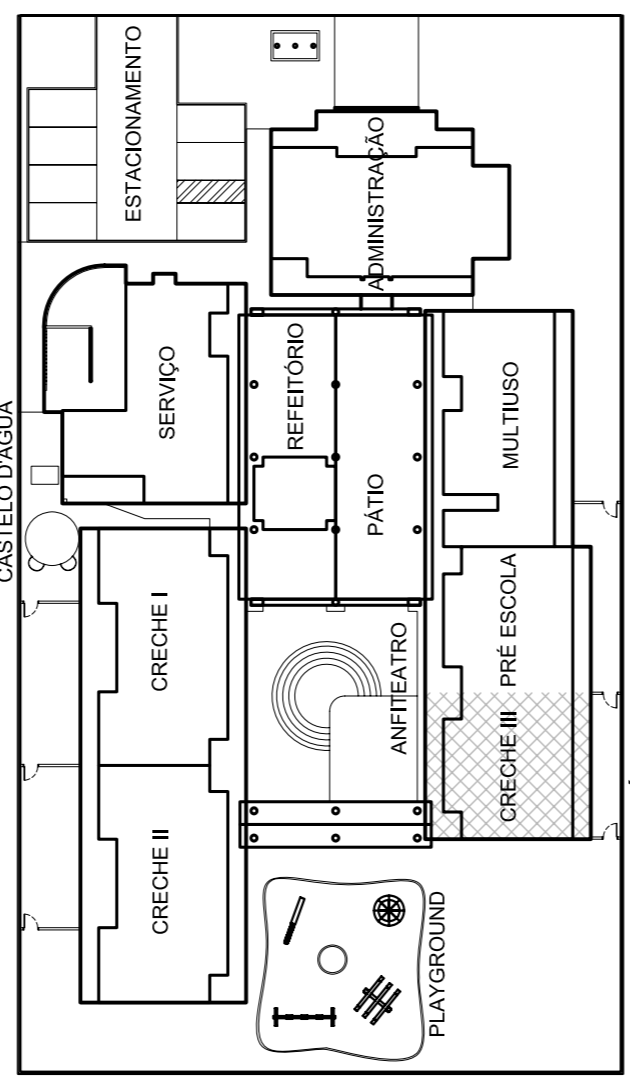 ESTACIONAMENTO
ADMINISTRAÇÃO
CASTELO D'ÁGUA
SERVIÇO
REFEITÓRIO
PÁTIO
MULTIUSO
CRECHE I
CRECHE II
ANFITEATRO
PRÉ ESCOLA
CRECHE III
PLAYGROUND